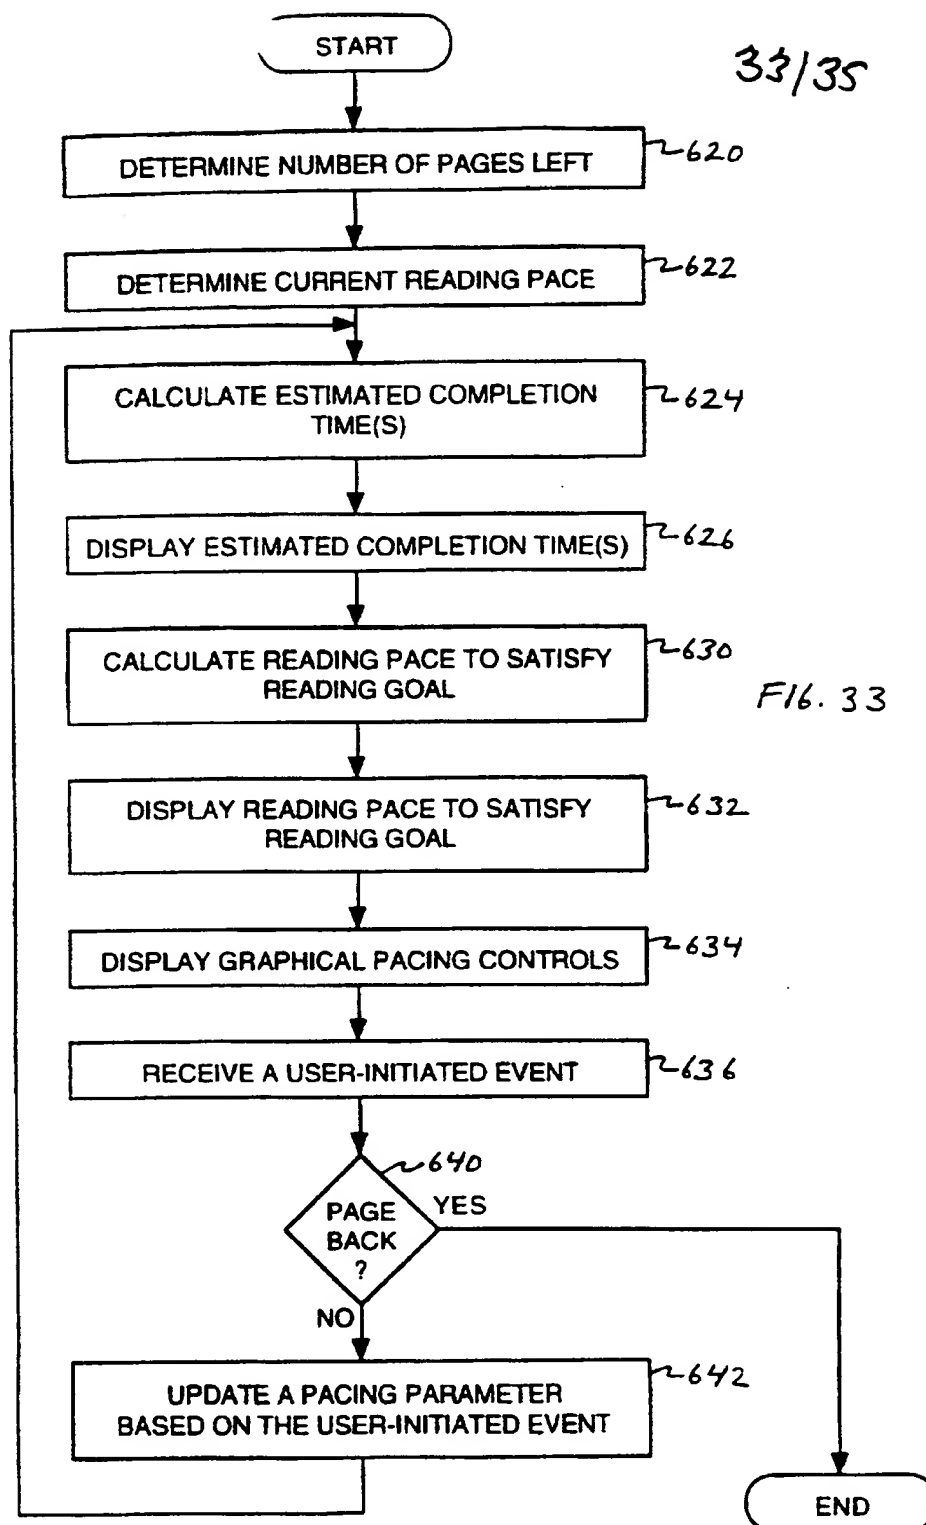 START
33/35
DETERMINE NUMBER OF PAGES LEFT
620
DETERMINE CURRENT READING PACE
622
CALCULATE ESTIMATED COMPLETION
TIME(S)
624
DISPLAY ESTIMATED COMPLETION TIME(S)
626
CALCULATE READING PACE TO SATISFY
READING GOAL
630
FIG. 33
DISPLAY READING PACE TO SATISFY
READING GOAL
632
DISPLAY GRAPHICAL PACING CONTROLS
634
RECEIVE A USER-INITIATED EVENT
636
640
PAGE
BACK
?
YES
NO
UPDATE A PACING PARAMETER
BASED ON THE USER-INITIATED EVENT
642
END